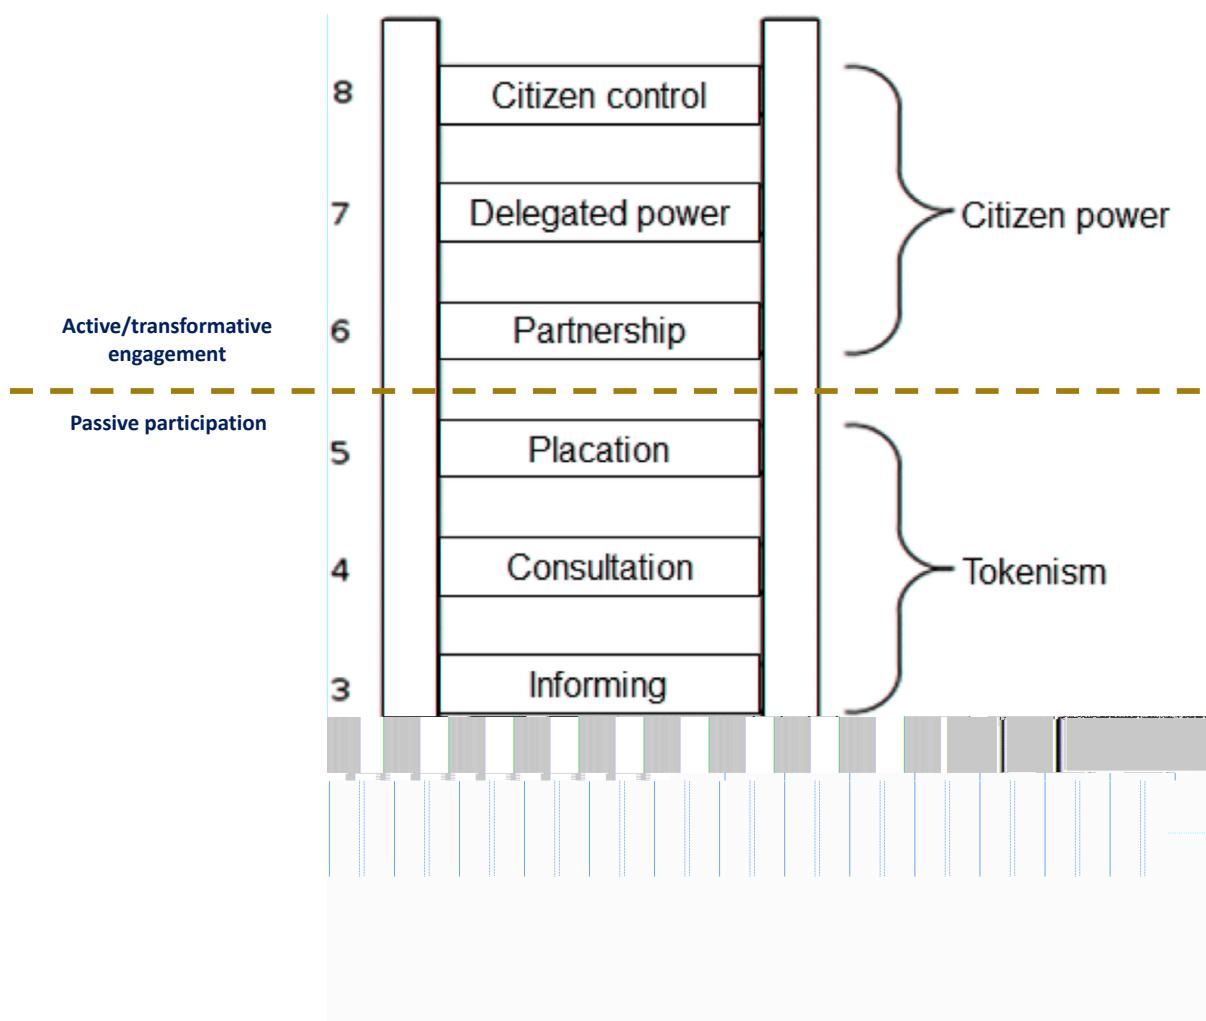 8
Citizen control
7
Delegated power
Citizen power
Active/transformative
engagement
6
Partnership
Passive participation
5
Placation
4
Consultation
Tokenism
3
Informing